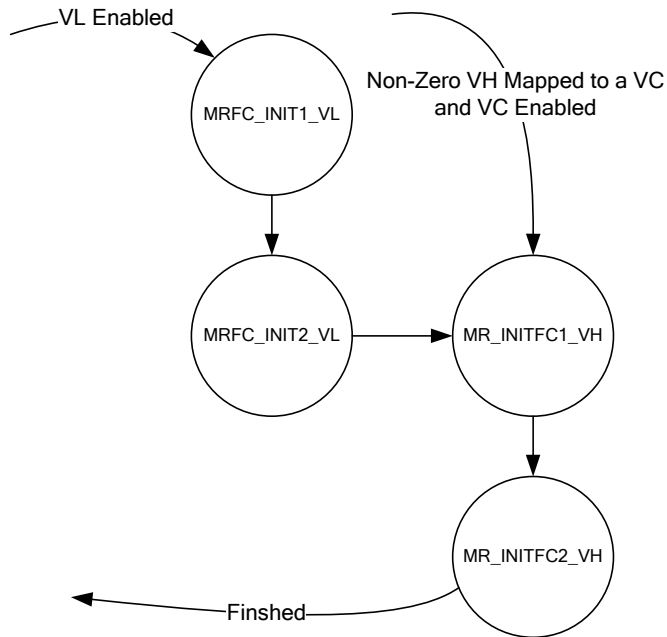 VL Enabled
MRFC_INIT1_VL
Non-Zero VH Mapped to a VC
and VC Enabled
MRFC_INIT2_VL
MR_INITFC1_VH
MR_INITFC2_VH
Finshed